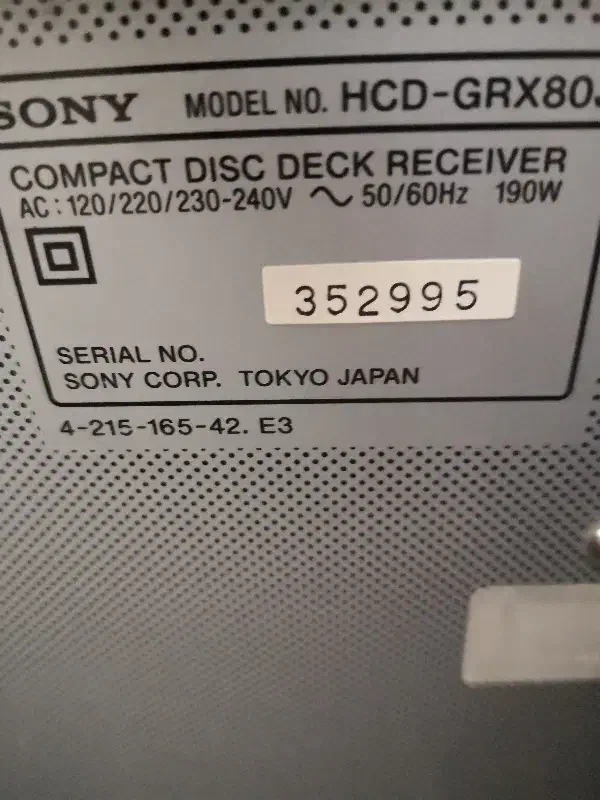 SONY MODEL NO. HCD-GRX80J
COMPACT DISC DECK RECEIVER
AC: 120/220/230-240V ~ 50/60Hz 190W
352995
SERIAL NO.
SONY CORP. TOKYO JAPAN
4-215-165-42. E3